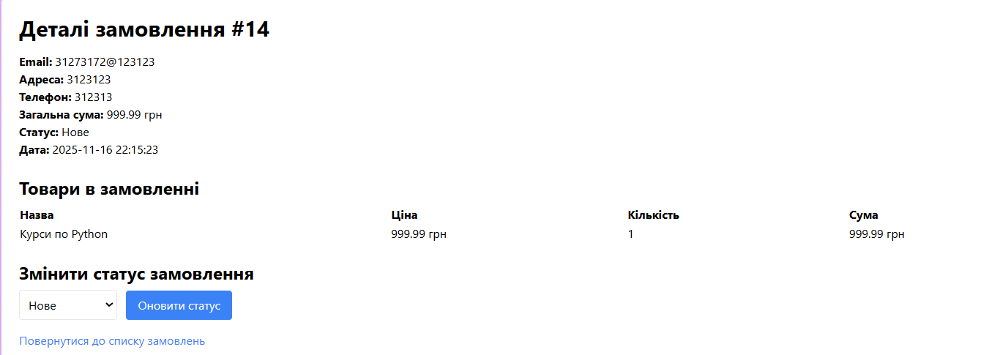 Деталі замовлення #14
Email: 31273172@123123
Адреса: 3123123
Телефон: 312313
Загальна сума: 999.99 грн
Статус: Нове
Дата: 2025-11-16 22:15:23
Товари в замовленні
Назва Ціна Кількість Сума
Курси по Python 999.99 грн 1 999.99 грн
Змінити статус замовлення
Нове Оновити статус
Повернутися до списку замовлень